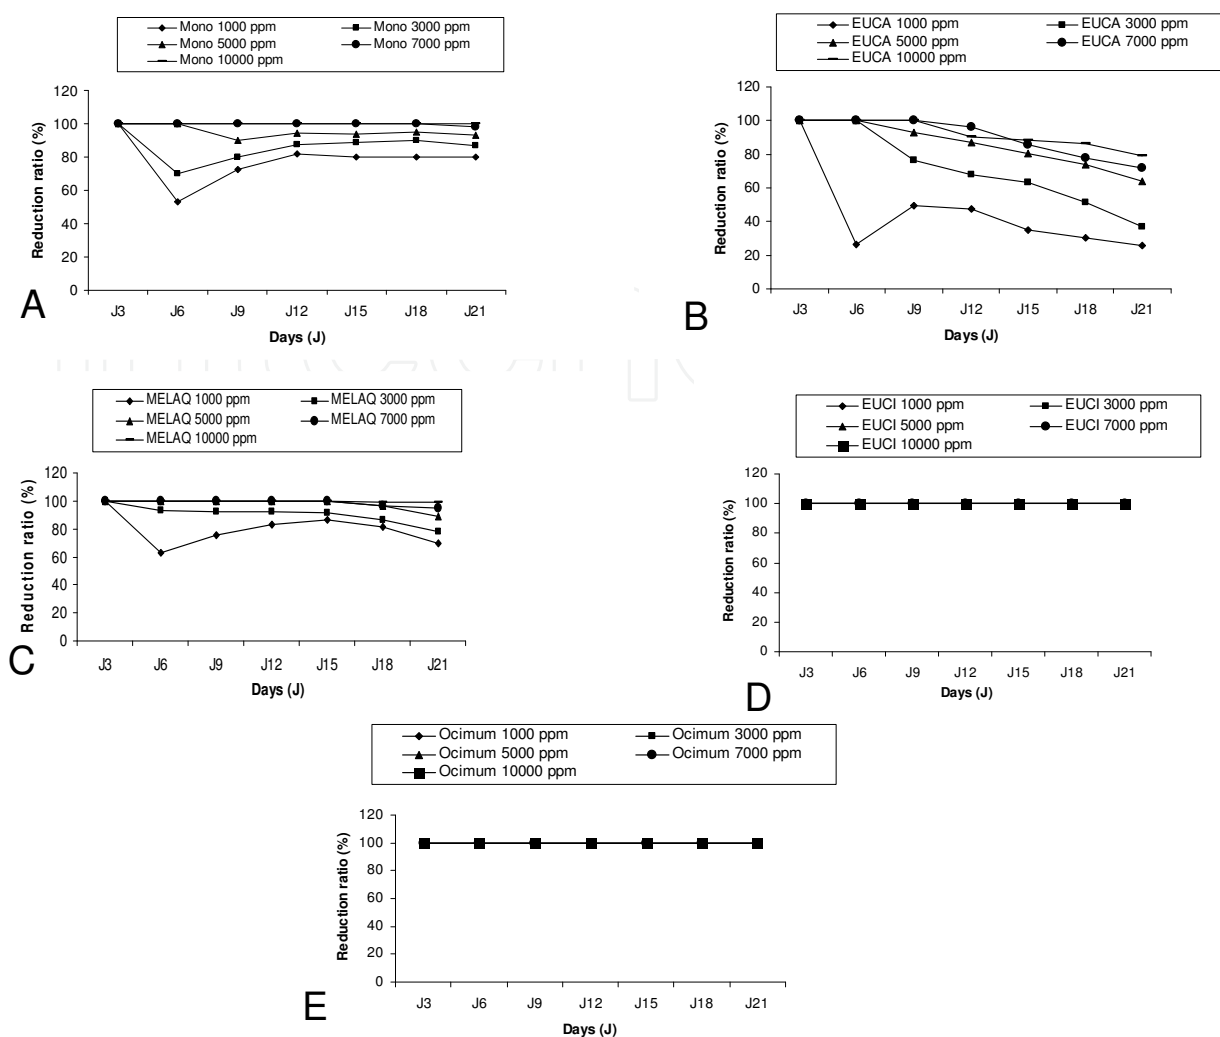 Mono 1000 ppm Mono 3000 ppm
Mono 5000 ppm Mono 7000 ppm
Mono 10000 ppm
Reduction ratio (%)
120
100
80
60
40
20
0
J3 J6 J9 J12 J15 J18 J21
Days (J)
A
EUCA 1000 ppm EUCA 3000 ppm
EUCA 5000 ppm EUCA 7000 ppm
EUCA 10000 ppm
Reduction ratio (%)
120
100
80
60
40
20
0
J3 J6 J9 J12 J15 J18 J21
Days (J)
B
MELAQ 1000 ppm MELAQ 3000 ppm
MELAQ 5000 ppm MELAQ 7000 ppm
MELAQ 10000 ppm
Reduction ratio (%)
120
100
80
60
40
20
0
J3 J6 J9 J12 J15 J18 J21
Days (J)
C
EUCI 1000 ppm EUCI 3000 ppm
EUCI 5000 ppm EUCI 7000 ppm
EUCI 10000 ppm
Reduction ratio (%)
120
100
80
60
40
20
0
J3 J6 J9 J12 J15 J18 J21
Days (J)
D
Ocimum 1000 ppm Ocimum 3000 ppm
Ocimum 5000 ppm Ocimum 7000 ppm
Ocimum 10000 ppm
Reduction ratio (%)
120
100
80
60
40
20
0
J3 J6 J9 J12 J15 J18 J21
Days (J)
E